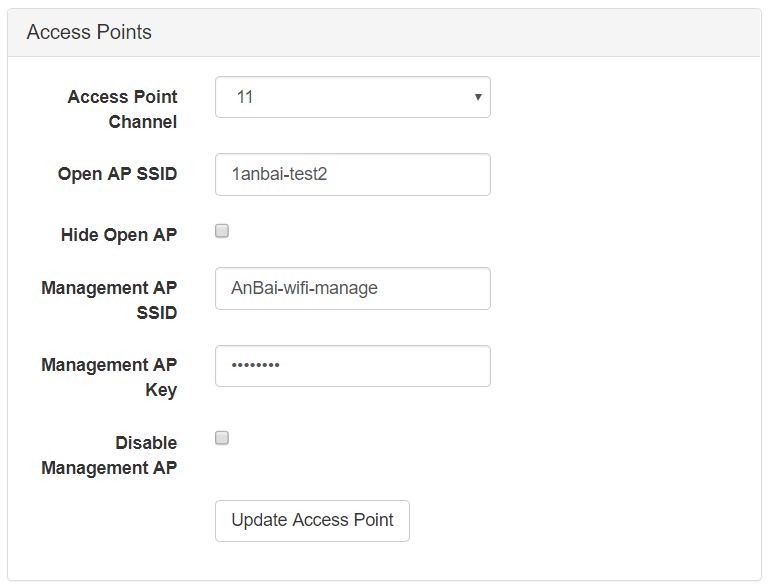 Access Points
Access Point
Channel
11
Open AP SSID
1anbai-test2
Hide Open AP
Management AP
SSID
AnBai-wifi-manage
Management AP
Key
••••••••
Disable
Management AP
Update Access Point